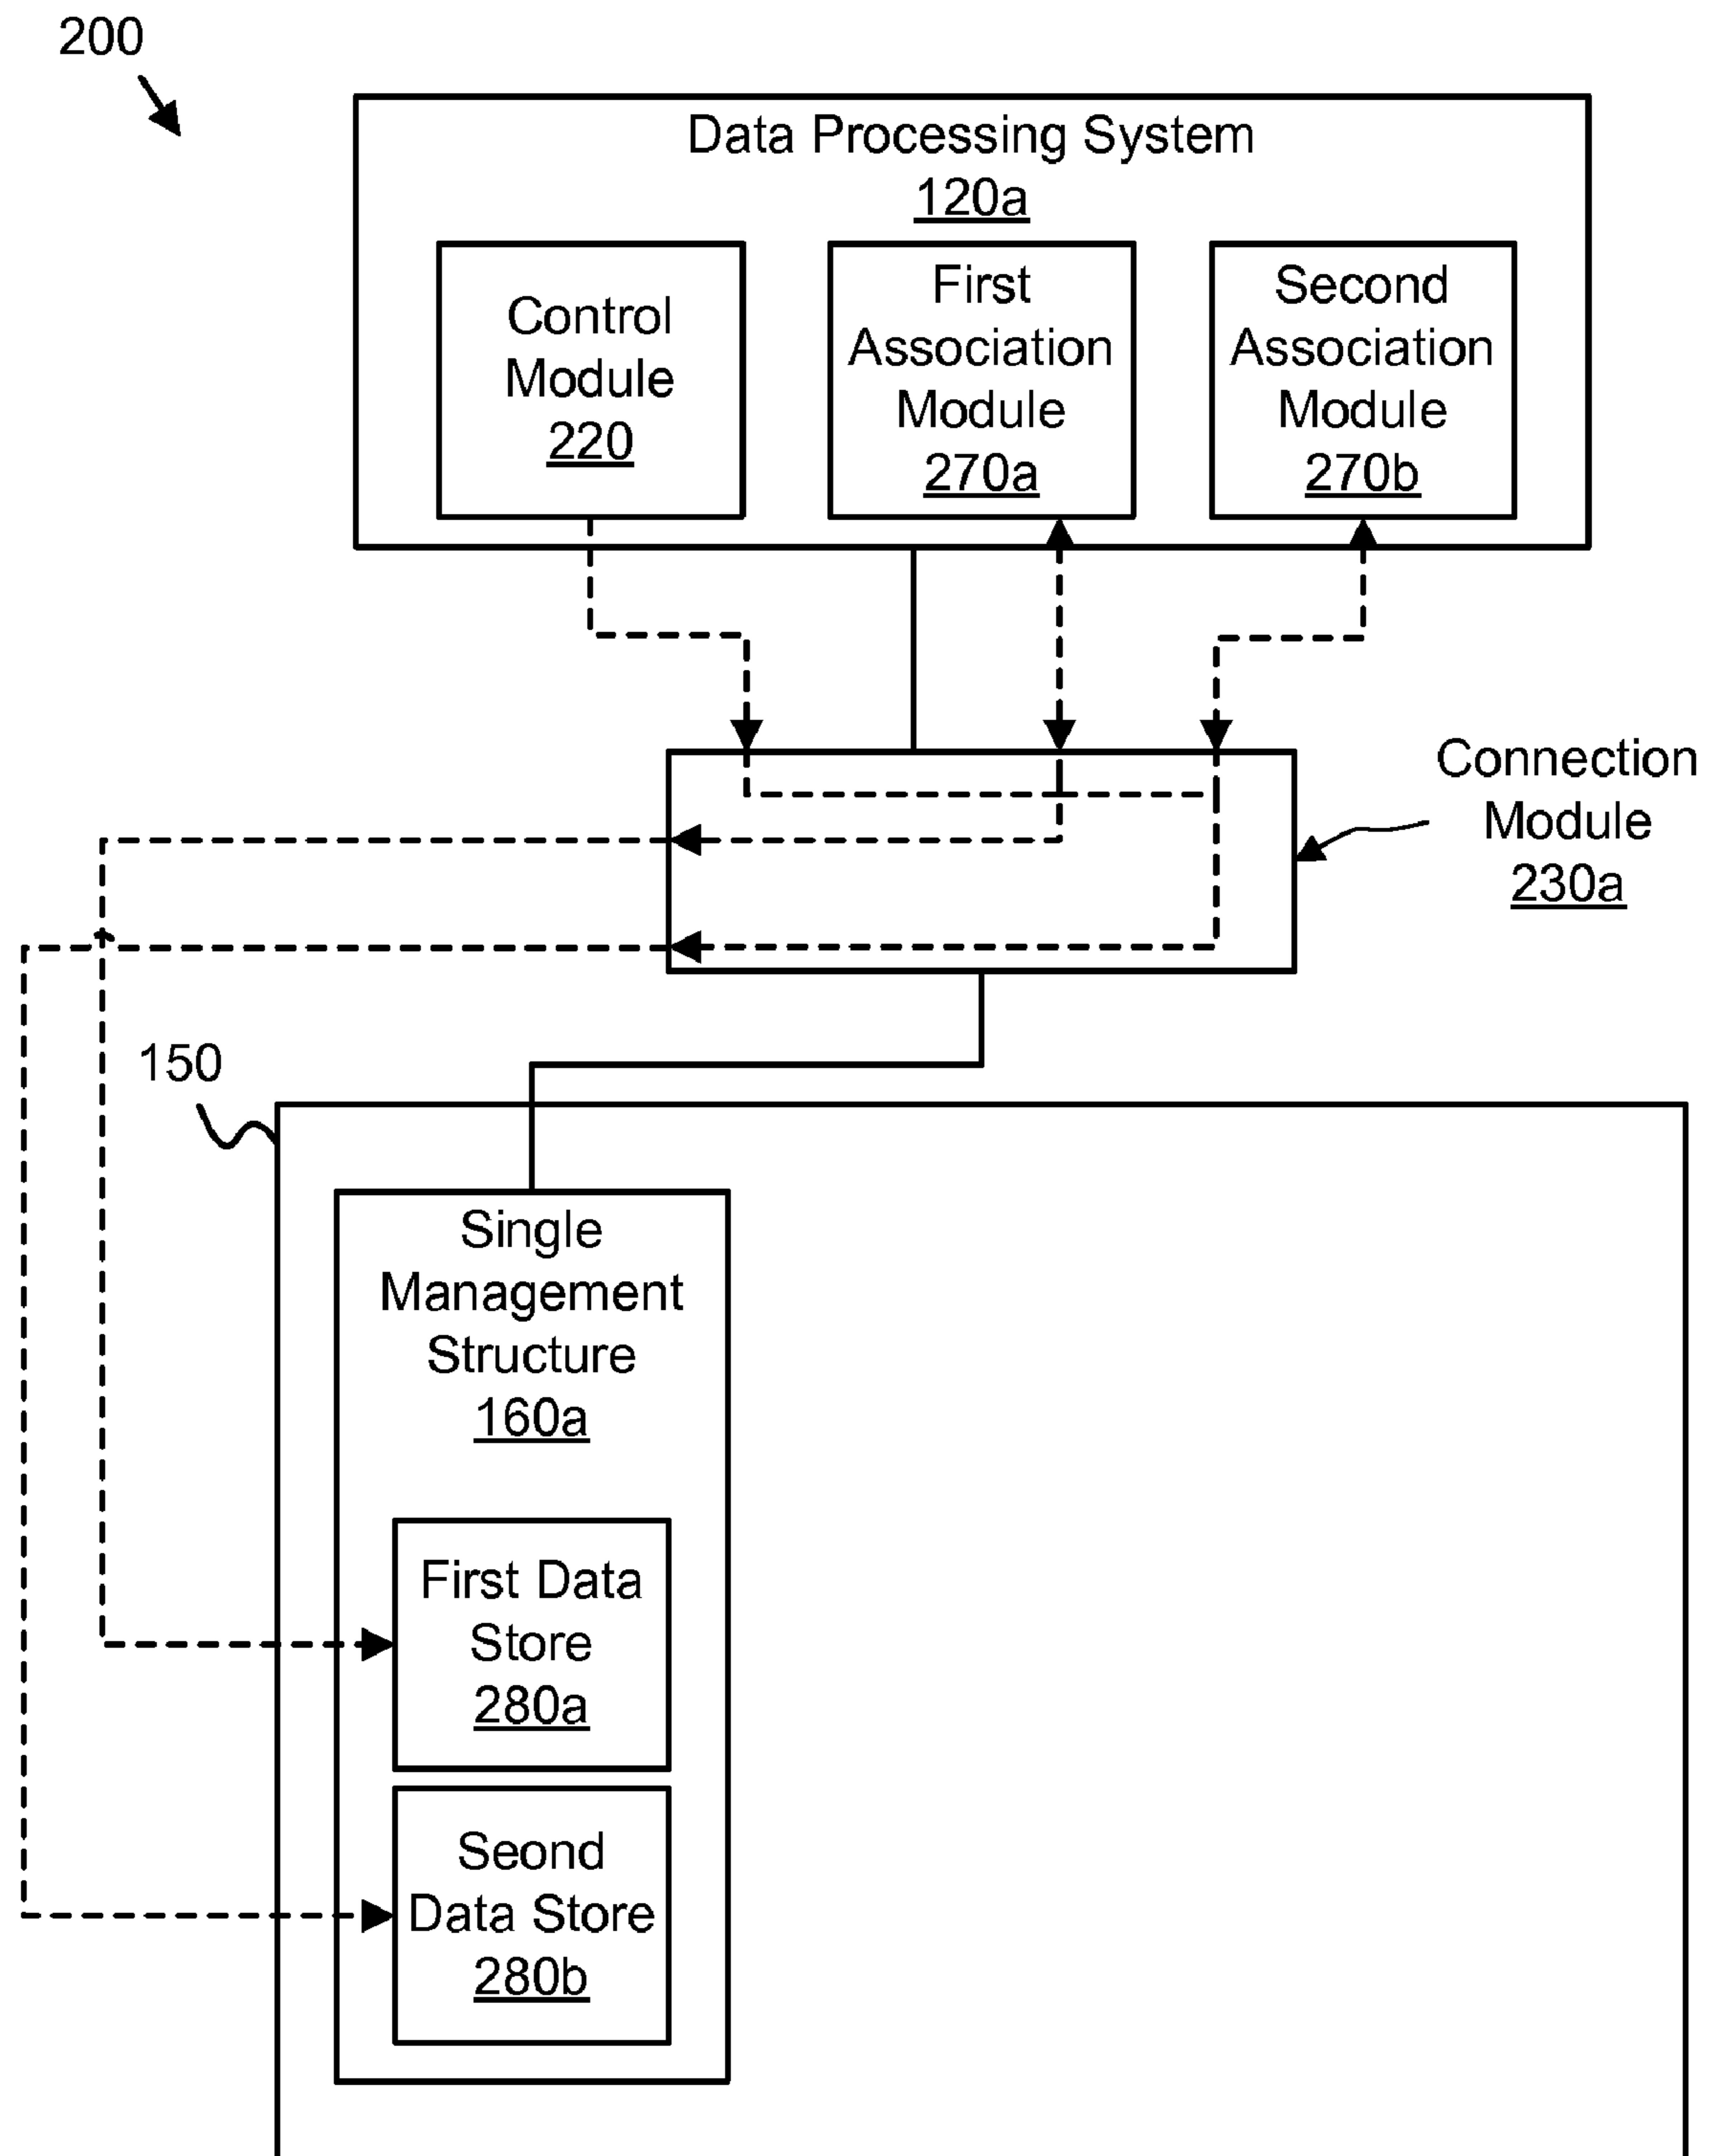 200
Data Processing System
120a
Control
Module
220
First
Association
Module
270a
Second
Association
Module
270b
Connection
Module
230a
150
Single
Management
Structure
160a
First Data
Store
280a
Seond
Data Store
280b